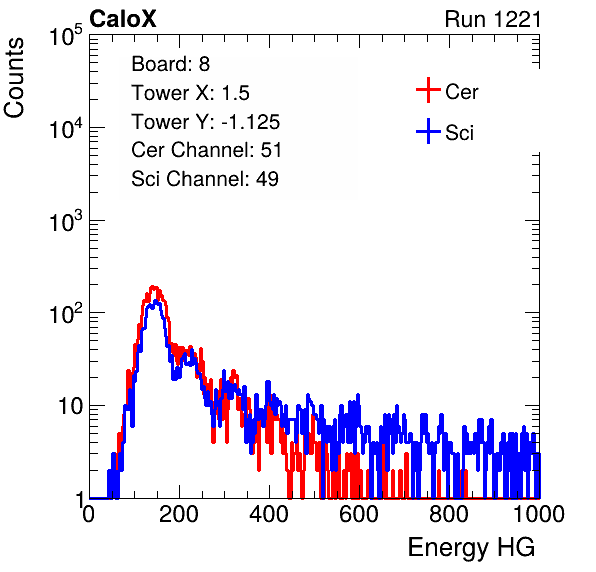 CaloX Run 1221
Board: 8
Tower X: 1.5
Tower Y: -1.125
Cer Channel: 51
Sci Channel: 49
Cer
Sci
Counts
10^5
10^4
10^3
10^2
10
1
0 200 400 600 800 1000
Energy HG